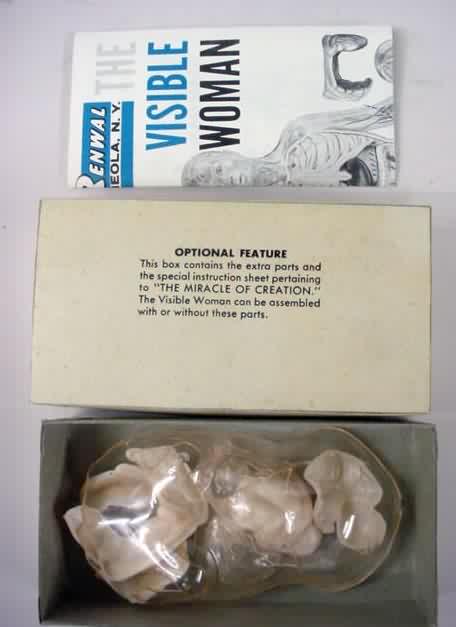 RENWAL
EOLA, N. Y.
THE
VISIBLE
WOMAN
OPTIONAL FEATURE
This box contains the extra parts and
the special instruction sheet pertaining
to "THE MIRACLE OF CREATION."
The Visible Woman can be assembled
with or without these parts.